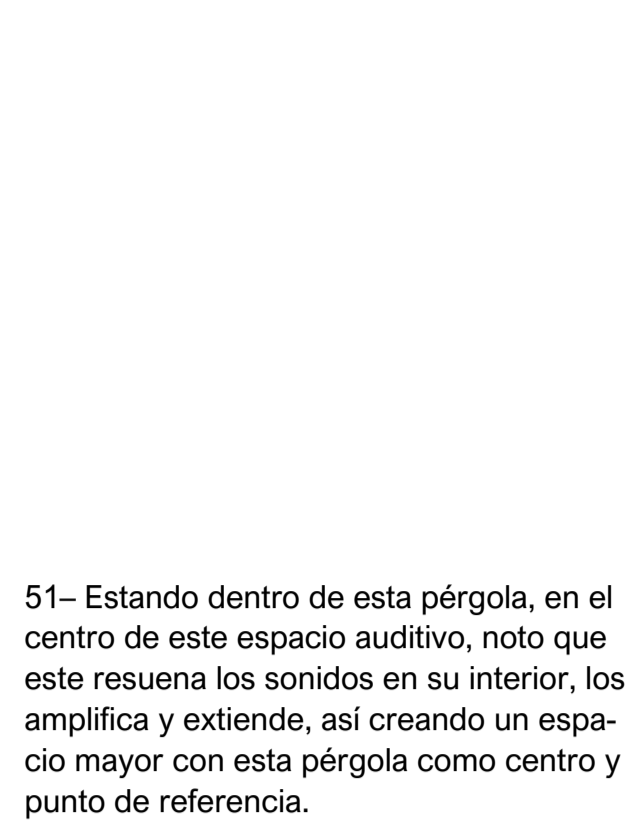 51– Estando dentro de esta pérgola, en el
centro de este espacio auditivo, noto que
este resuena los sonidos en su interior, los
amplifica y extiende, así creando un espa-
cio mayor con esta pérgola como centro y
punto de referencia.